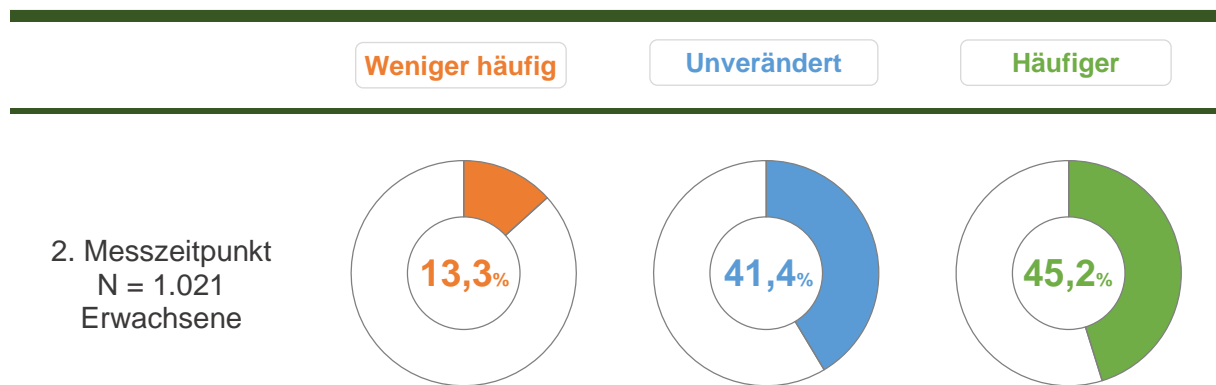 Weniger häufig
Unverändert
Häufiger
2. Messzeitpunkt
N = 1.021
Erwachsene
13,3%
41,4%
45,2%